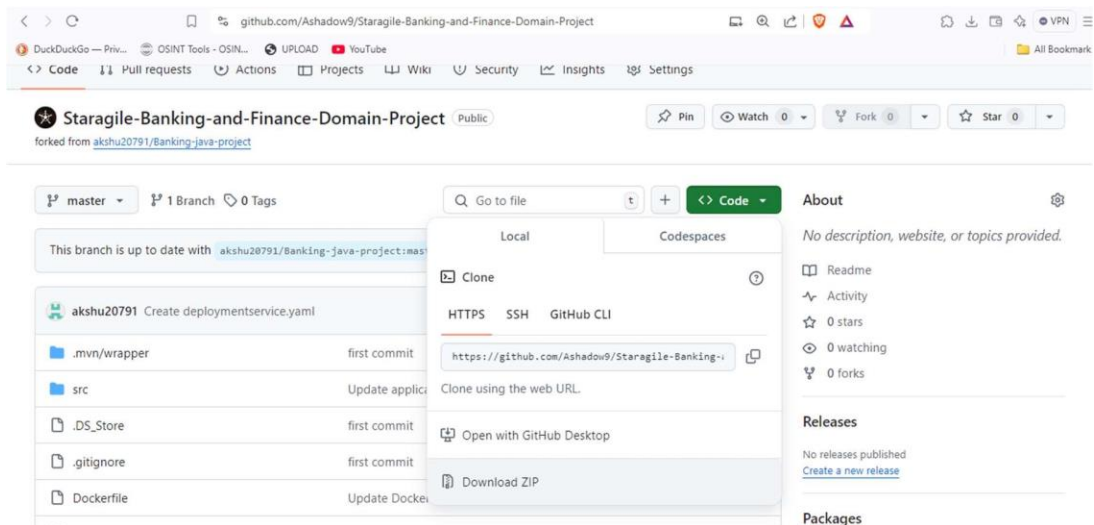 github.com/Ashadow9/Staragile-Banking-and-Finance-Domain-Project
VPN
DuckDuckGo — Priv... OSINT Tools - OSIN... UPLOAD YouTube All Bookmark
Code Pull requests Actions Projects Wiki Security Insights Settings
Staragile-Banking-and-Finance-Domain-Project Public Pin Watch 0 Fork 0 Star 0
forked from akshu20791/Banking-java-project
master 1 Branch 0 Tags Go to file t Code About
Local Codespaces
No description, website, or topics provided.
This branch is up to date with akshu20791/Banking-java-project:mas
Clone
Readme
Activity
akshu20791 Create deploymentservice.yaml
HTTPS SSH GitHub CLI
0 stars
.mvn/wrapper first commit
https://github.com/Ashadow9/Staragile-Banking-
0 watching
0 forks
src Update applica
Clone using the web URL.
.DS_Store first commit
Open with GitHub Desktop
Releases
.gitignore first commit
No releases published
Create a new release
Dockerfile Update Docke
Download ZIP
Packages